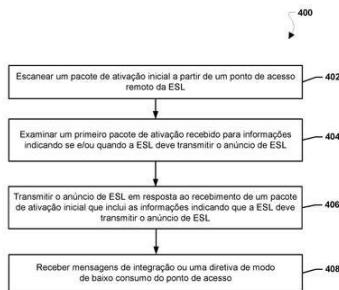 400
Escanear um pacote de ativação inicial a partir de um ponto de acesso
remoto da ESL
402
Examinar um primeiro pacote de ativação recebido para informações
indicando se e/ou quando a ESL deve transmitir o anúncio de ESL
404
Transmitir o anúncio de ESL em resposta ao recebimento de um pacote
de ativação inicial que inclui as informações indicando que a ESL deve
transmitir o anúncio de ESL
406
Receber mensagens de integração ou uma diretiva de modo
de baixo consumo do ponto de acesso
408